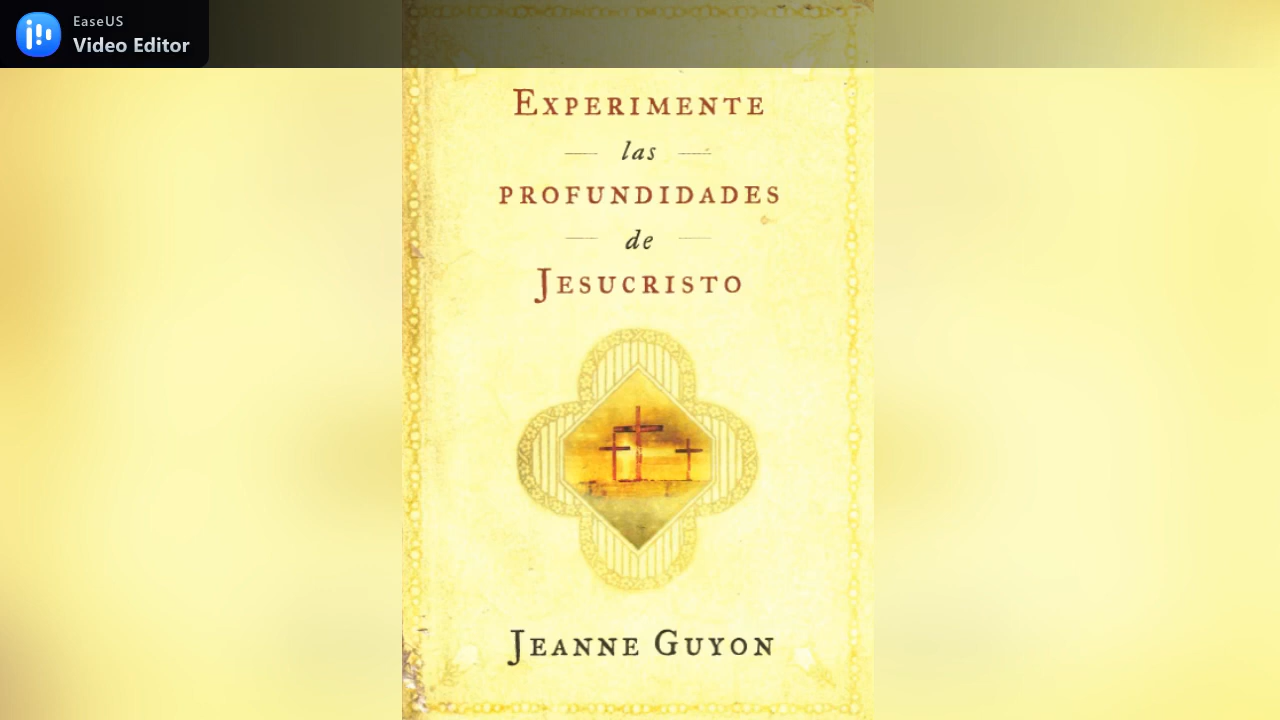 EaseUS
Video Editor
EXPERIMENTE
las
PROFUNDIDADES
de
JESUCRISTO
JEANNE GUYON